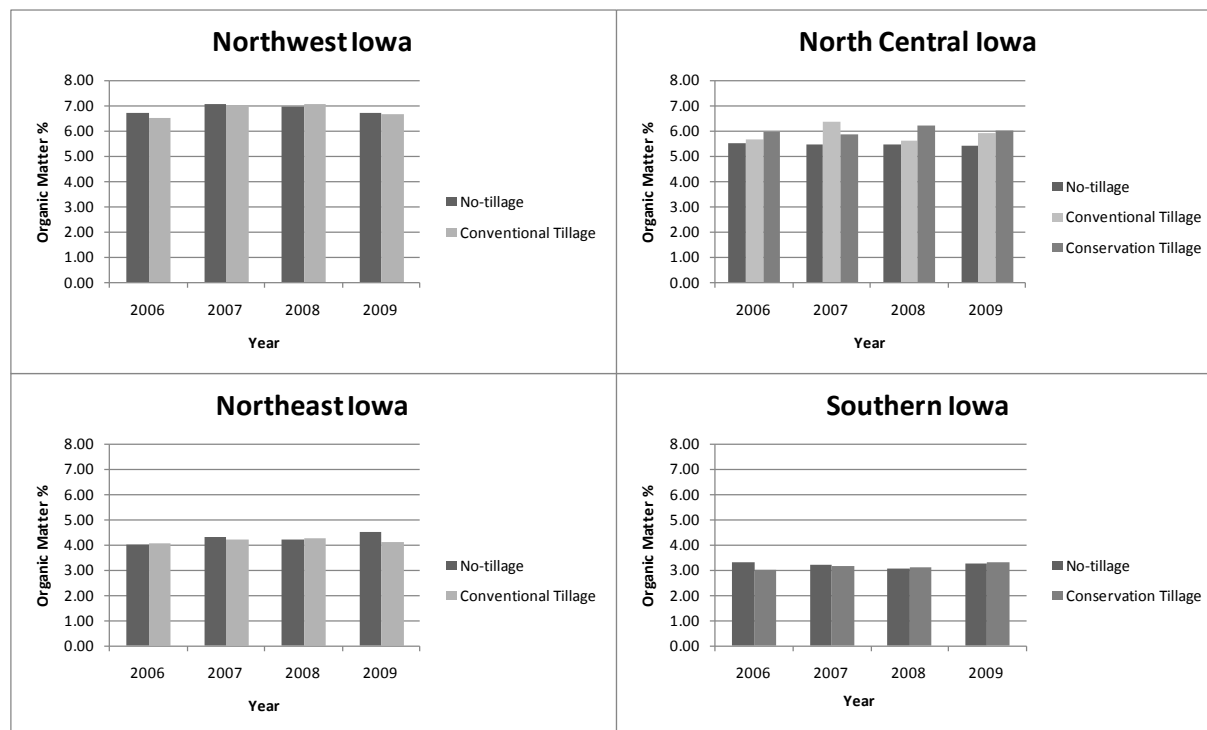 Northwest Iowa
8.00
7.00
6.00
5.00
4.00
3.00
2.00
1.00
0.00
Organic Matter %
2006 2007 2008 2009
Year
No-tillage
Conventional Tillage
North Central Iowa
8.00
7.00
6.00
5.00
4.00
3.00
2.00
1.00
0.00
Organic Matter %
2006 2007 2008 2009
Year
No-tillage
Conventional Tillage
Conservation Tillage
Northeast Iowa
8.00
7.00
6.00
5.00
4.00
3.00
2.00
1.00
0.00
Organic Matter %
2006 2007 2008 2009
Year
No-tillage
Conventional Tillage
Southern Iowa
8.00
7.00
6.00
5.00
4.00
3.00
2.00
1.00
0.00
Organic Matter %
2006 2007 2008 2009
Year
No-tillage
Conservation Tillage